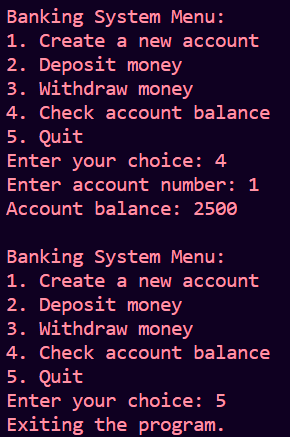 Banking System Menu:
1. Create a new account
2. Deposit money
3. Withdraw money
4. Check account balance
5. Quit
Enter your choice: 4
Enter account number: 1
Account balance: 2500

Banking System Menu:
1. Create a new account
2. Deposit money
3. Withdraw money
4. Check account balance
5. Quit
Enter your choice: 5
Exiting the program.